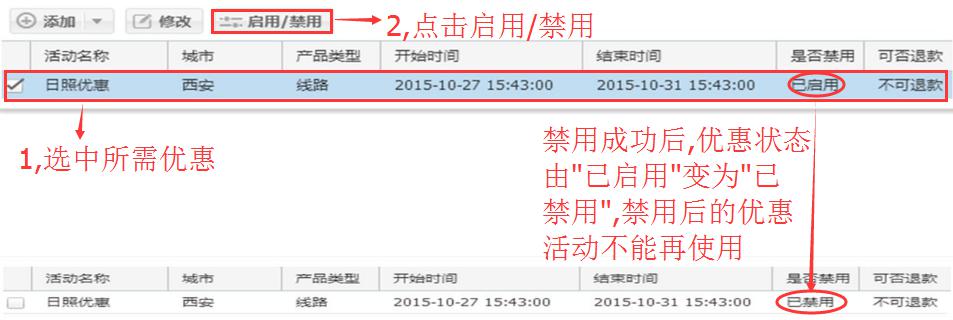 添加 修改 启用/禁用 2,点击启用/禁用
活动名称 城市 产品类型 开始时间 结束时间 是否禁用 可否退款
日照优惠 西安 线路 2015-10-27 15:43:00 2015-10-31 15:43:00 已启用 不可退款
1,选中所需优惠
禁用成功后,优惠状态
由"已启用"变为"已
禁用",禁用后的优惠
活动不能再使用
活动名称 城市 产品类型 开始时间 结束时间 是否禁用 可否退款
日照优惠 西安 线路 2015-10-27 15:43:00 2015-10-31 15:43:00 已禁用 不可退款